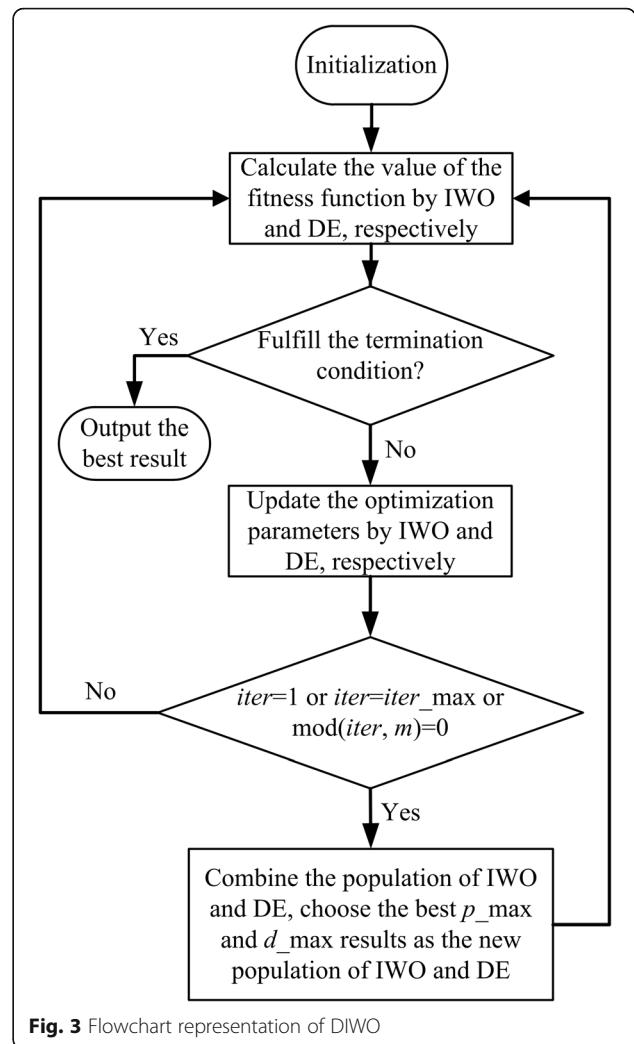 Initialization
Calculate the value of the
fitness function by IWO
and DE, respectively
Yes
Fulfill the termination
condition?
Output the
best result
No
Update the optimization
parameters by IWO and
DE, respectively
No
iter=1 or iter=iter_max or
mod(iter, m)=0
Yes
Combine the population of IWO
and DE, choose the best p_max
and d_max results as the new
population of IWO and DE
Fig. 3 Flowchart representation of DIWO